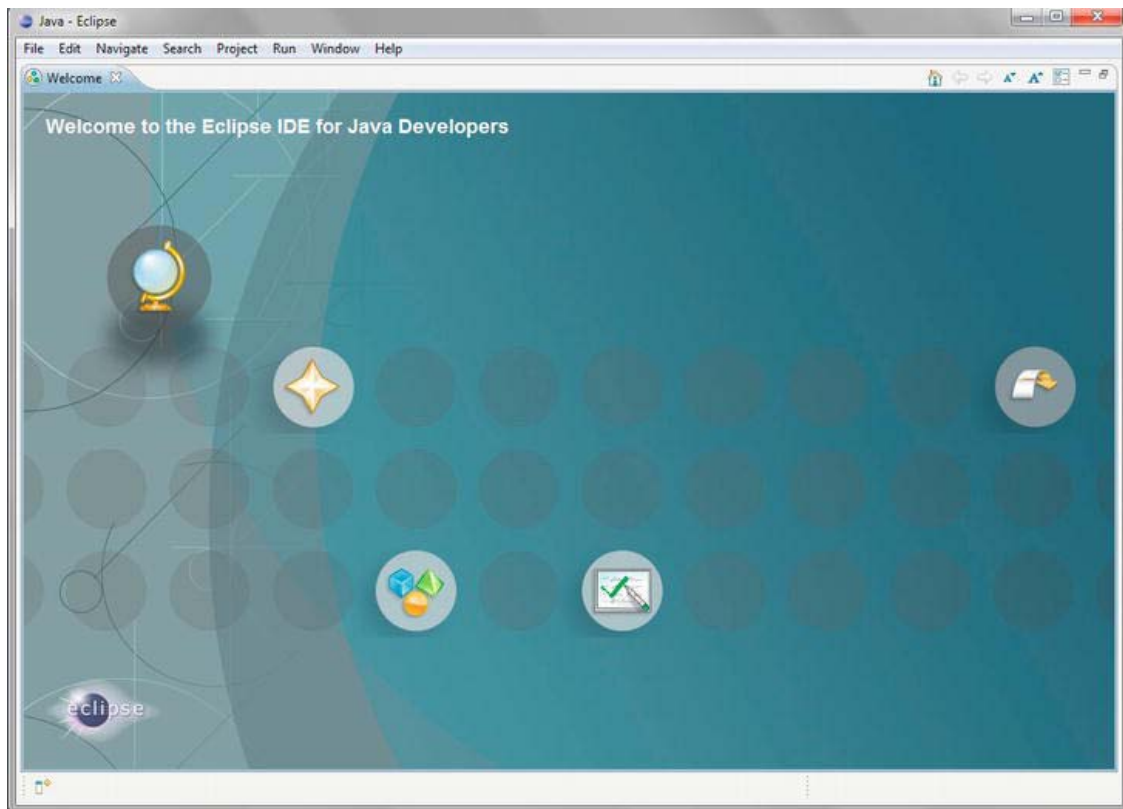 Java - Eclipse
File Edit Navigate Search Project Run Window Help
Welcome
Welcome to the Eclipse IDE for Java Developers
eclipse